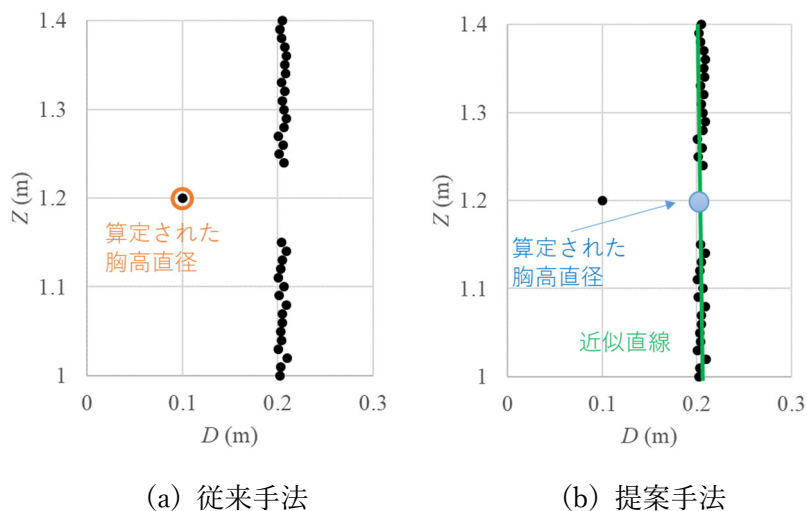 1.4
1.3
1.2
1.1
1
Z (m)
算定された
胸高直径
0
0.1
0.2
0.3
D (m)
(a) 従来手法
1.4
1.3
1.2
1.1
1
Z (m)
算定された
胸高直径
近似直線
0
0.1
0.2
0.3
D (m)
(b) 提案手法